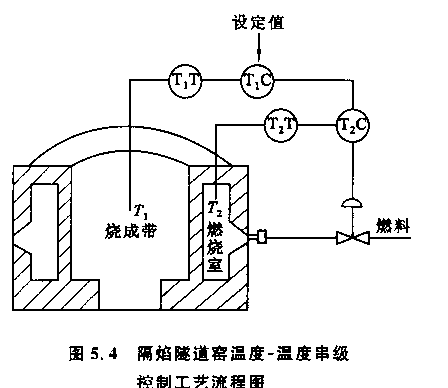 设定值
T₁T
T₁C
T₂T
T₂C
T₁
烧成带
T₂
燃烧室
燃料
图 5.4 隔焰隧道窑温度-温度串级
控制工艺流程图